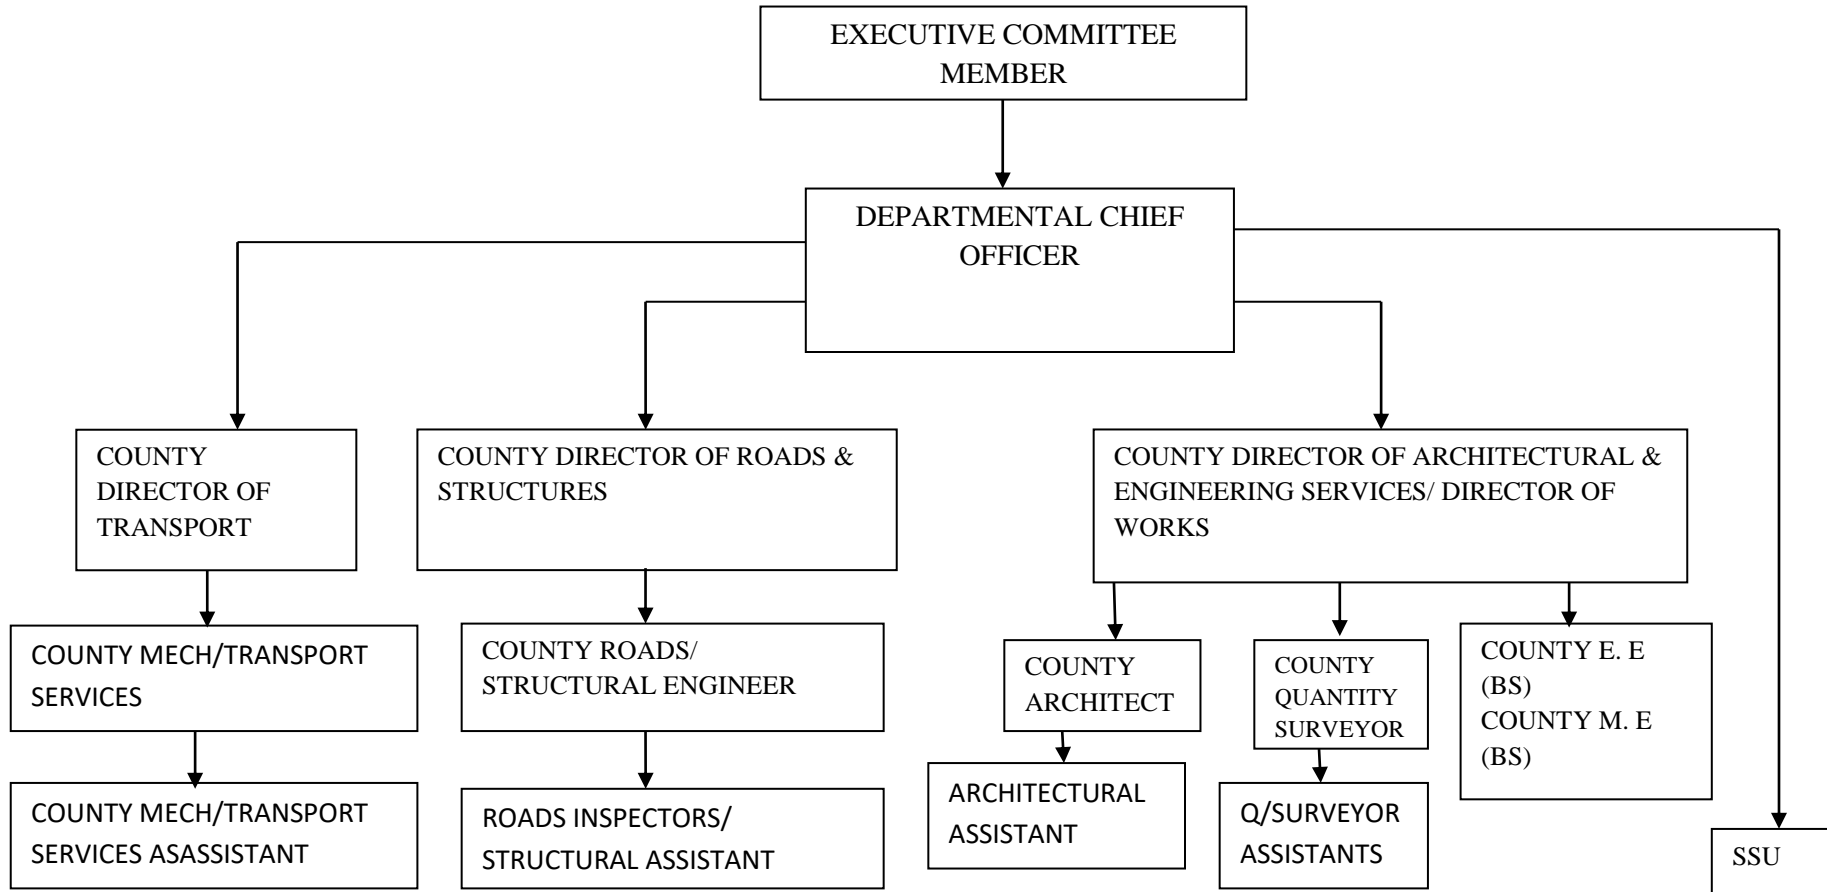 EXECUTIVE COMMITTEE
MEMBER
DEPARTMENTAL CHIEF
OFFICER
COUNTY
DIRECTOR OF
TRANSPORT
COUNTY DIRECTOR OF ROADS &
STRUCTURES
COUNTY DIRECTOR OF ARCHITECTURAL &
ENGINEERING SERVICES/ DIRECTOR OF
WORKS
COUNTY MECH/TRANSPORT
SERVICES
COUNTY ROADS/
STRUCTURAL ENGINEER
COUNTY
ARCHITECT
COUNTY
QUANTITY
SURVEYOR
COUNTY E. E
(BS)
COUNTY M. E
(BS)
COUNTY MECH/TRANSPORT
SERVICES ASASSISTANT
ROADS INSPECTORS/
STRUCTURAL ASSISTANT
ARCHITECTURAL
ASSISTANT
Q/SURVEYOR
ASSISTANTS
SSU